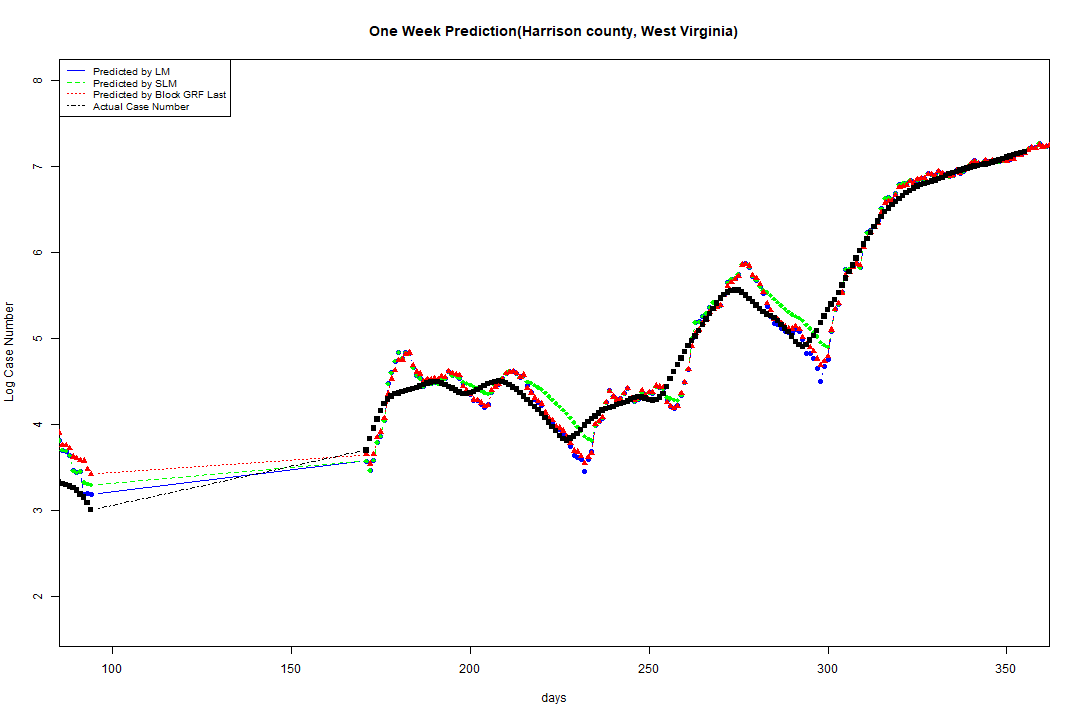 One Week Prediction(Harrison county, West Virginia)
Predicted by LM
Predicted by SLM
Predicted by Block GRF Last
Actual Case Number
Log Case Number
8
7
6
5
4
3
2
100 150 200 250 300 350
days